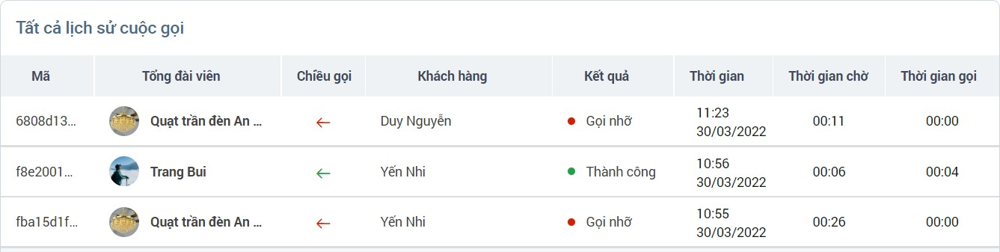 Tất cả lịch sử cuộc gọi
Mã Tổng đài viên Chiều gọi Khách hàng Kết quả Thời gian Thời gian chờ Thời gian gọi
6808d13... Quạt trần đèn An ... Duy Nguyễn Gọi nhỡ 11:23 30/03/2022 00:11 00:00
f8e2001... Trang Bui Yến Nhi Thành công 10:56 30/03/2022 00:06 00:04
fba15d1f... Quạt trần đèn An ... Yến Nhi Gọi nhỡ 10:55 30/03/2022 00:26 00:00